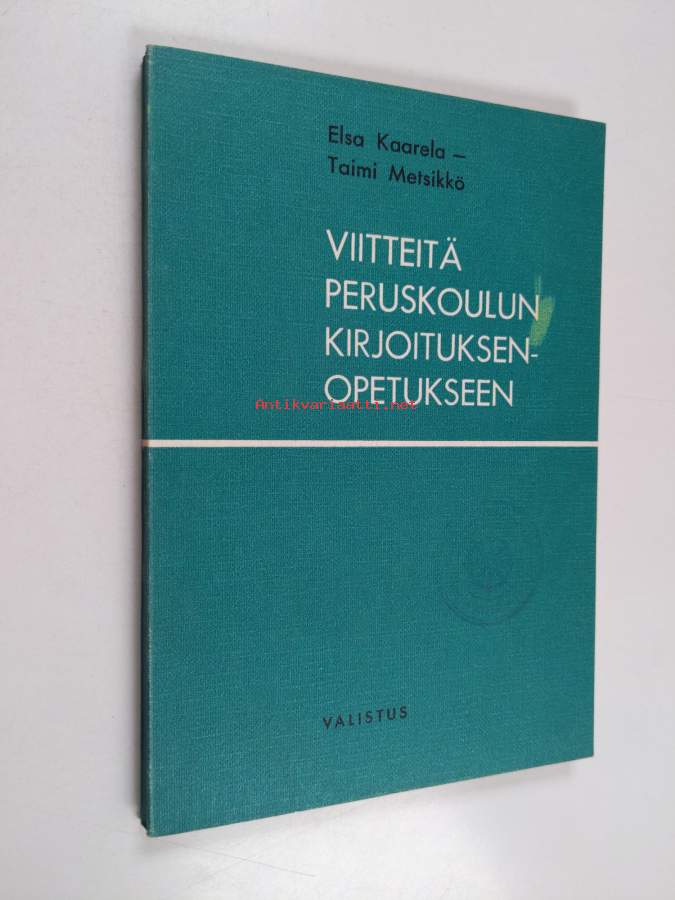 Elsa Kaarela –
Taimi Metsikkö
VIITTEITÄ
PERUSKOULUN
KIRJOITUKSEN-
OPETUKSEEN
Antikvariaatti.net
VALISTUS